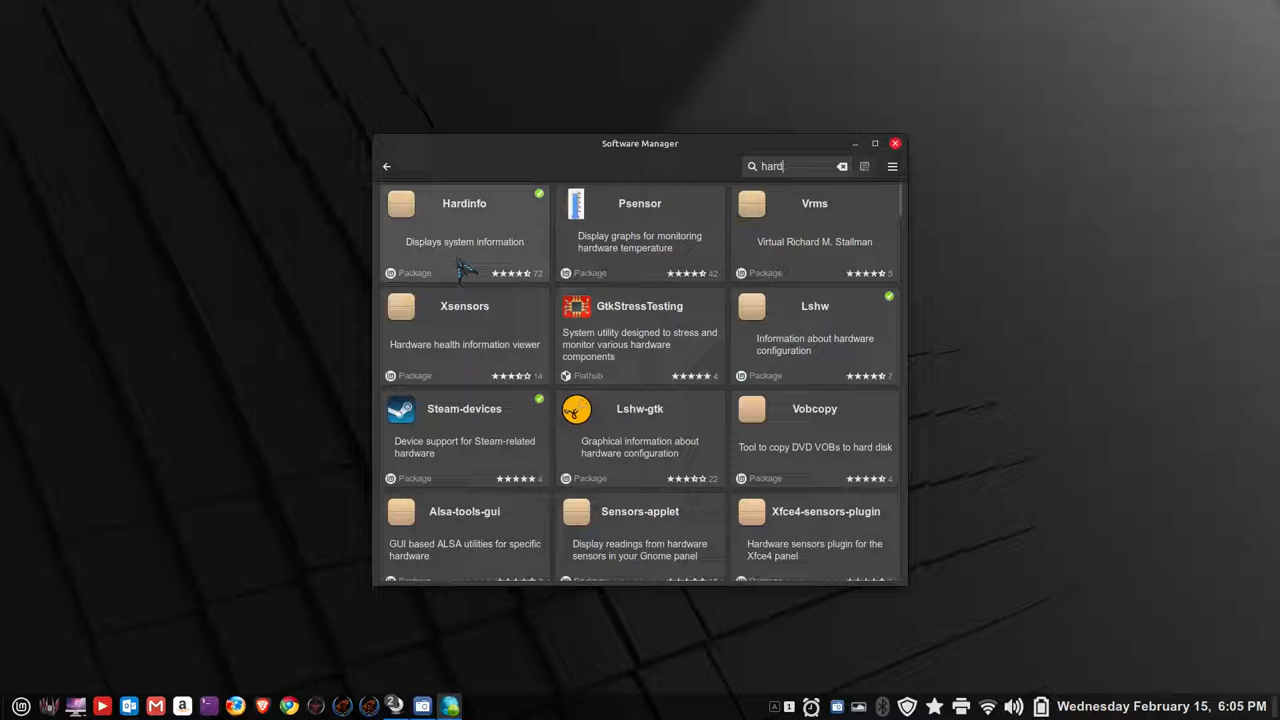 Software Manager
hard
Hardinfo
Displays system information
Package
72
Psensor
Display graphs for monitoring
hardware temperature
Package
42
Vrms
Virtual Richard M. Stallman
Package
5
Xsensors
Hardware health information viewer
Package
14
GtkStressTesting
System utility designed to stress and
monitor various hardware
components
Flathub
4
Lshw
Information about hardware
configuration
Package
7
Steam-devices
Device support for Steam-related
hardware
Package
4
Lshw-gtk
Graphical information about
hardware configuration
Package
22
Vobcopy
Tool to copy DVD VOBs to hard disk
Package
4
Alsa-tools-gui
GUI based ALSA utilities for specific
hardware
Sensors-applet
Display readings from hardware
sensors in your Gnome panel
Xfce4-sensors-plugin
Hardware sensors plugin for the
Xfce4 panel
A 1 Wednesday February 15, 6:05 PM